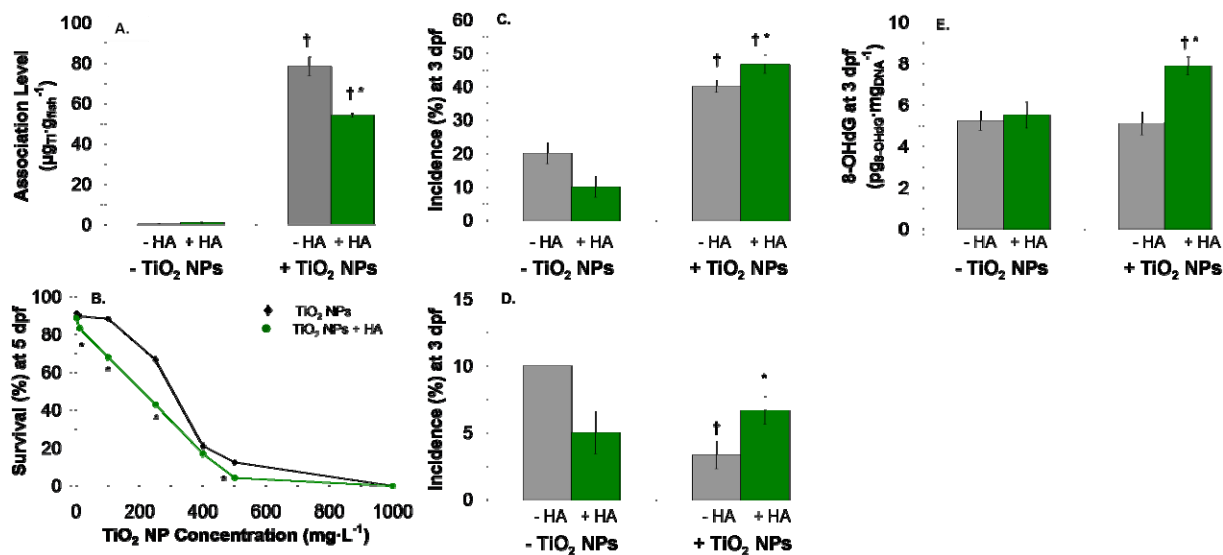 A.
Association Level
(µgTi·gfish⁻¹)
100
80
60
40
20
0
†
†*
- HA + HA - HA + HA
- TiO₂ NPs + TiO₂ NPs
C.
Incidence (%) at 3 dpf
60
50
40
30
20
10
0
†
†*
- HA + HA - HA + HA
- TiO₂ NPs + TiO₂ NPs
E.
8-OHdG at 3 dpf
(pg8-OHdG·mgDNA⁻¹)
10
8
6
4
2
0
†*
- HA + HA - HA + HA
- TiO₂ NPs + TiO₂ NPs
B.
Survival (%) at 5 dpf
100
80
60
40
20
0
TiO₂ NPs
TiO₂ NPs + HA
*
*
*
*
0 200 400 600 800 1000
TiO₂ NP Concentration (mg·L⁻¹)
D.
Incidence (%) at 3 dpf
15
10
5
0
†
*
- HA + HA - HA + HA
- TiO₂ NPs + TiO₂ NPs